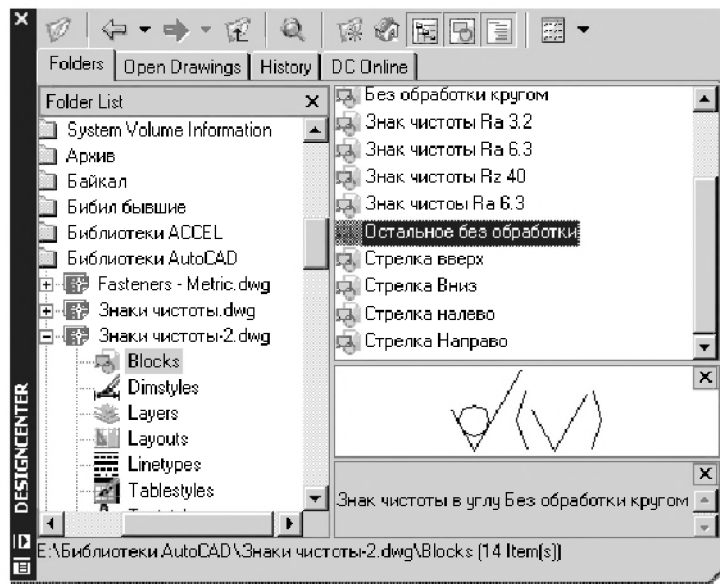 Folders
Open Drawings
History
DC Online
Folder List
System Volume Information
Архив
Байкал
Бибил бывшие
Библиотеки ACCEL
Библиотеки AutoCAD
Fasteners - Metric.dwg
Знаки чистоты.dwg
Знаки чистоты-2.dwg
Blocks
Dimstyles
Layers
Layouts
Linetypes
Tablestyles
Без обработки кругом
Знак чистоты Ra 3.2
Знак чистоты Ra 6.3
Знак чистоты Rz 40
Знак чистоы Ra 6.3
Остальное без обработки
Стрелка вверх
Стрелка Вниз
Стрелка налево
Стрелка Направо
Знак чистоты в углу Без обработки кругом
DESIGNCENTER
E:\Библиотеки AutoCAD\Знаки чистоты-2.dwg\Blocks (14 Item(s))